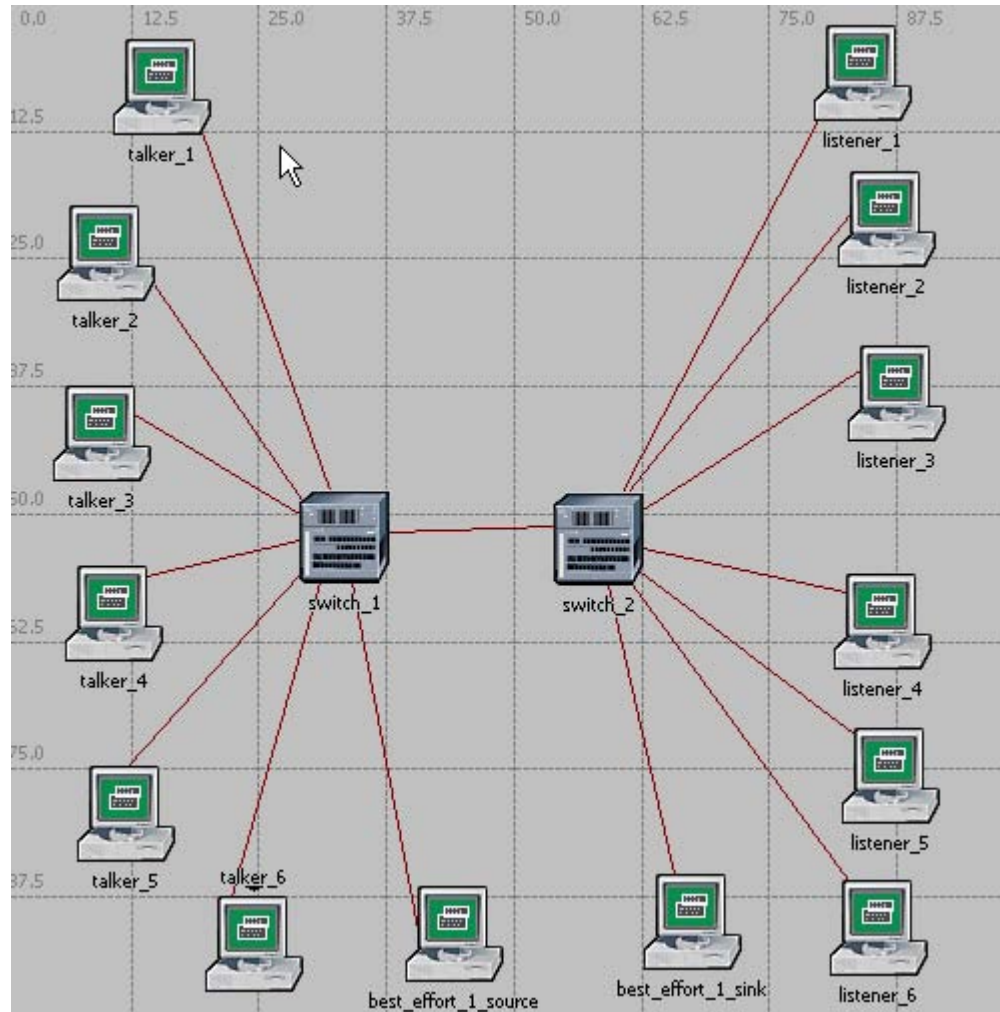 0.0 12.5 25.0 37.5 50.0 62.5 75.0 87.5
talker_1
listener_1
12.5
25.0
talker_2
listener_2
37.5
talker_3
listener_3
50.0
switch_1
switch_2
62.5
talker_4
listener_4
75.0
talker_5
listener_5
talker_6
87.5
best_effort_1_source
best_effort_1_sink
listener_6